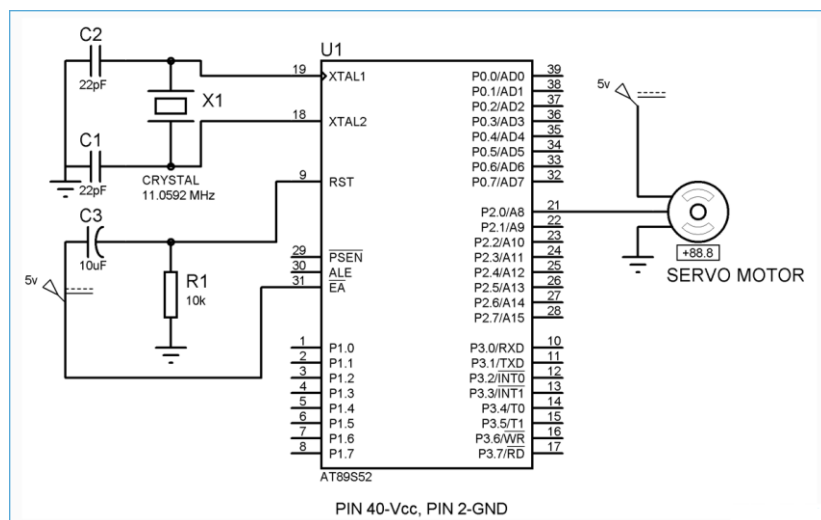 C2
22pF
X1
C1
22pF
CRYSTAL
11.0592 MHz
C3
10uF
5v
R1
10k
U1
19 XTAL1
18 XTAL2
9 RST
29 PSEN
30 ALE
31 EA
1 P1.0
2 P1.1
3 P1.2
4 P1.3
5 P1.4
6 P1.5
7 P1.6
8 P1.7
P0.0/AD0 39
P0.1/AD1 38
P0.2/AD2 37
P0.3/AD3 36
P0.4/AD4 35
P0.5/AD5 34
P0.6/AD6 33
P0.7/AD7 32
P2.0/A8 21
P2.1/A9 22
P2.2/A10 23
P2.3/A11 24
P2.4/A12 25
P2.5/A13 26
P2.6/A14 27
P2.7/A15 28
P3.0/RXD 10
P3.1/TXD 11
P3.2/INT0 12
P3.3/INT1 13
P3.4/T0 14
P3.5/T1 15
P3.6/WR 16
P3.7/RD 17
AT89S52
5v
+88.8
SERVO MOTOR
PIN 40-Vcc, PIN 2-GND